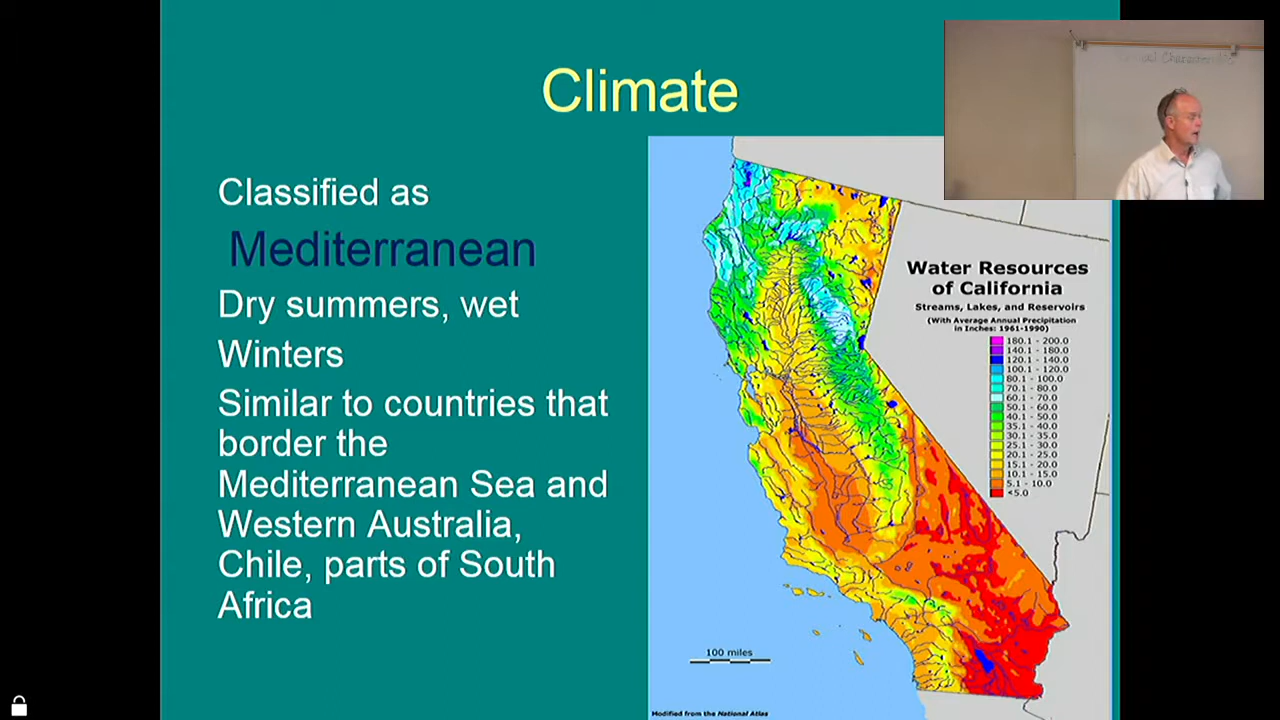 Climate
Classified as
Mediterranean
Dry summers, wet
Winters
Similar to countries that
border the
Mediterranean Sea and
Western Australia,
Chile, parts of South
Africa
Water Resources
of California
Streams, Lakes, and Reservoirs
(With Average Annual Precipitation
in Inches: 1961-1990)
180.1 - 200.0
140.1 - 180.0
120.1 - 140.0
100.1 - 120.0
80.1 - 100.0
70.1 - 80.0
60.1 - 70.0
50.1 - 60.0
40.1 - 50.0
35.1 - 40.0
30.1 - 35.0
25.1 - 30.0
20.1 - 25.0
15.1 - 20.0
10.1 - 15.0
5.1 - 10.0
<5.0
100 miles
Modified from the National Atlas